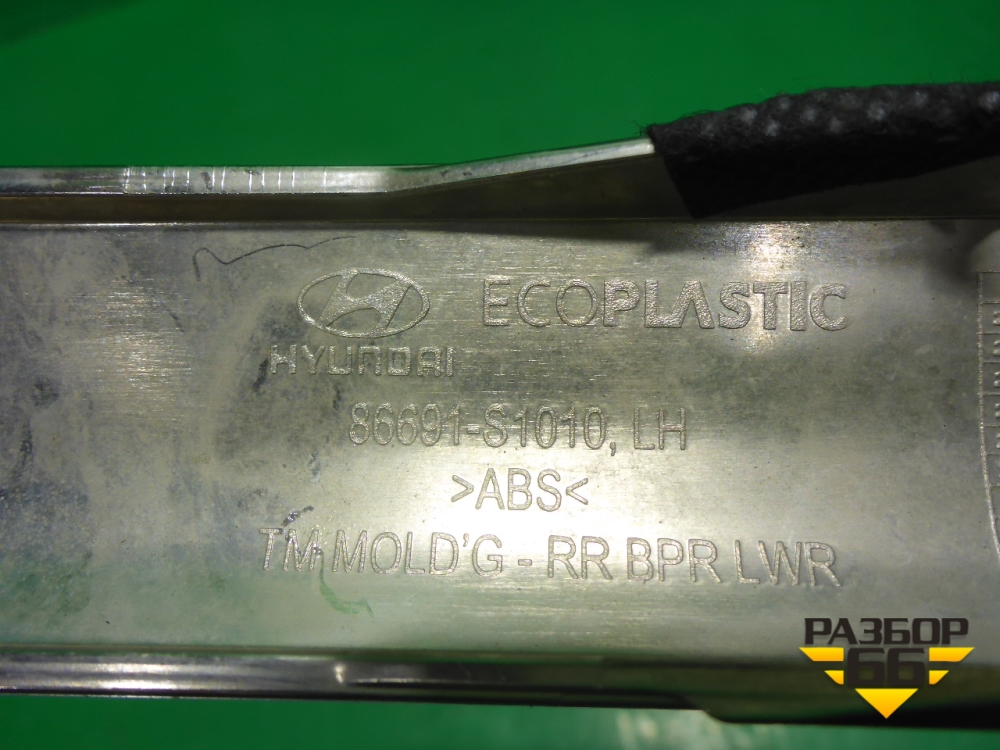 ECOPLASTIC
HYUNDAI
86691-S1010, LH
>ABS<
TM MOLD'G - RR BPR LWR
РАЗБОР
66